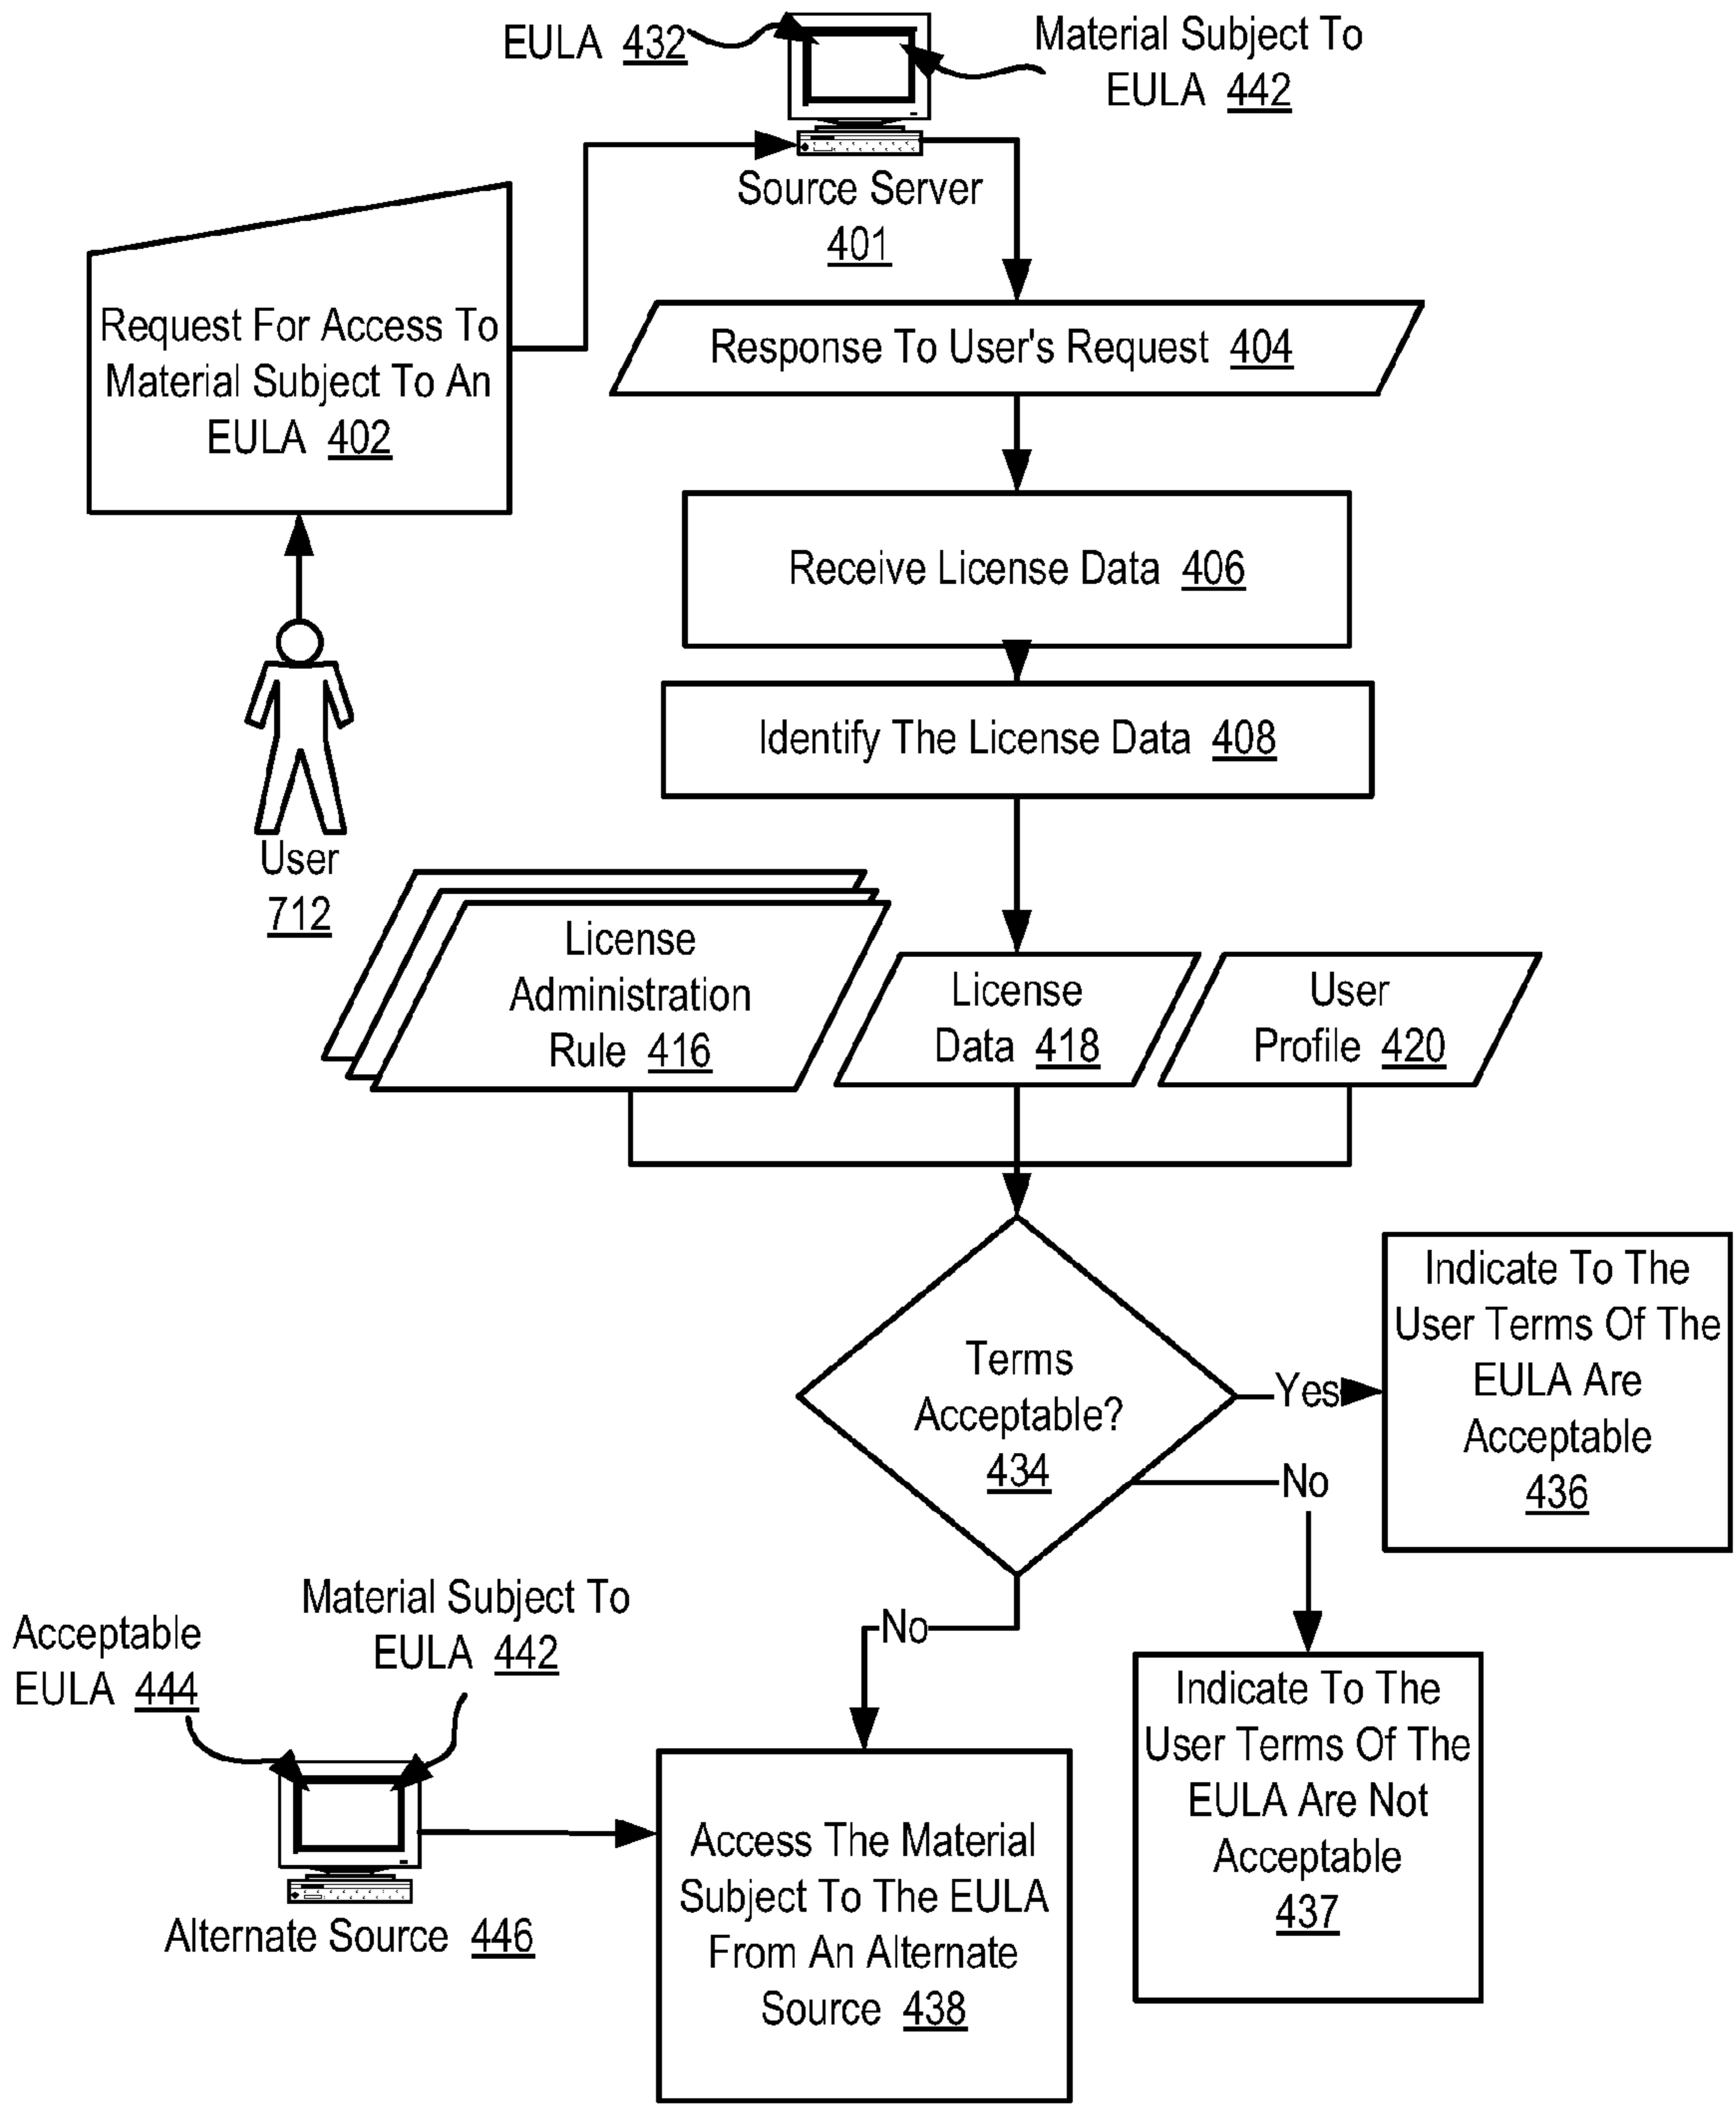 EULA 432
Material Subject To
EULA 442
Source Server
401
Request For Access To
Material Subject To An
EULA 402
Response To User's Request 404
Receive License Data 406
Identify The License Data 408
User
712
License
Administration
Rule 416
License
Data 418
User
Profile 420
Terms
Acceptable?
434
Yes
Indicate To The
User Terms Of The
EULA Are
Acceptable
436
No
No
Indicate To The
User Terms Of The
EULA Are Not
Acceptable
437
Acceptable
EULA 444
Material Subject To
EULA 442
Alternate Source 446
Access The Material
Subject To The EULA
From An Alternate
Source 438